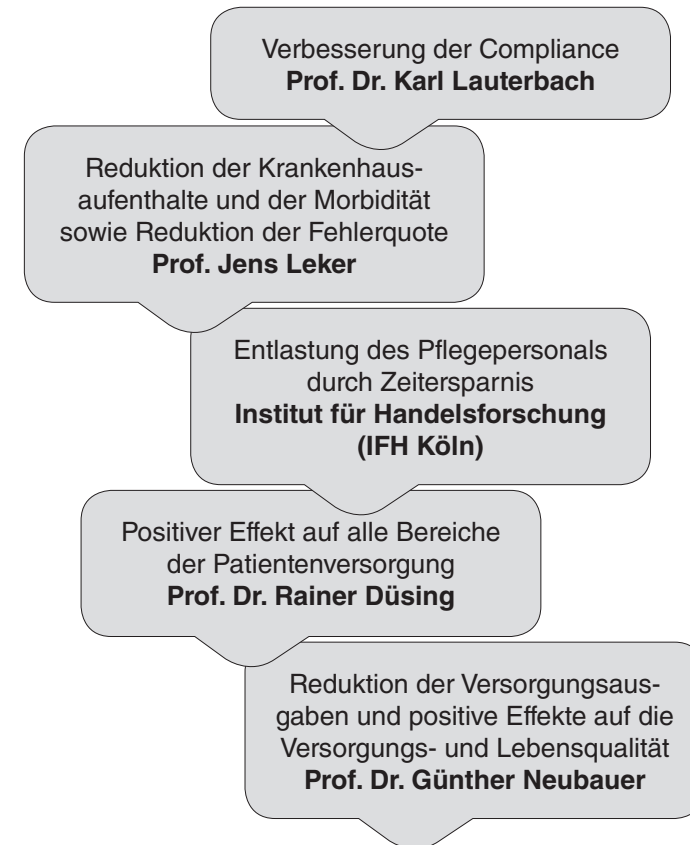 Verbesserung der Compliance
Prof. Dr. Karl Lauterbach
Reduktion der Krankenhaus-
aufenthalte und der Morbidität
sowie Reduktion der Fehlerquote
Prof. Jens Leker
Entlastung des Pflegepersonals
durch Zeitersparnis
Institut für Handelsforschung
(IFH Köln)
Positiver Effekt auf alle Bereiche
der Patientenversorgung
Prof. Dr. Rainer Düsing
Reduktion der Versorgungsaus-
gaben und positive Effekte auf die
Versorgungs- und Lebensqualität
Prof. Dr. Günther Neubauer